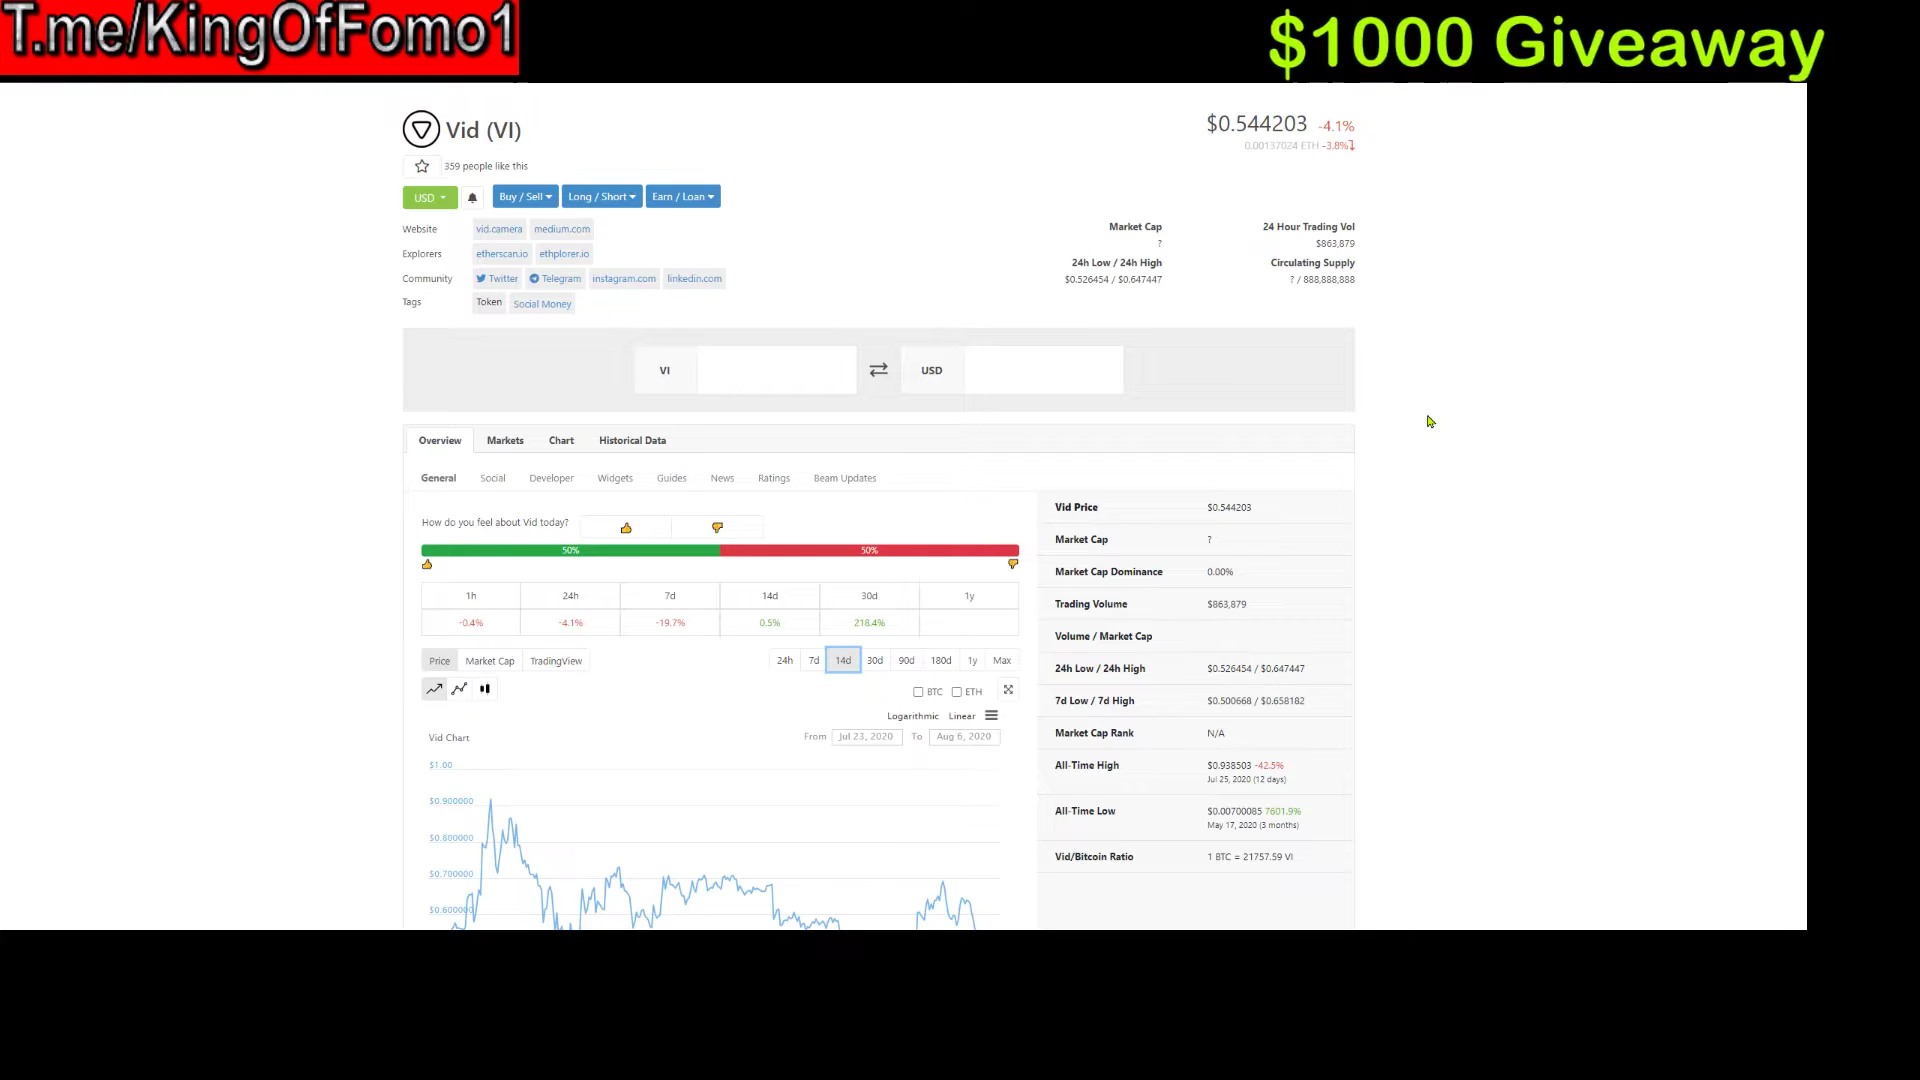 T.me/KingOfFomo1
$1000 Giveaway
Vid (VI)
$0.544203 -4.1%
0.00137024 ETH -3.8%
359 people like this
USD
Buy / Sell
Long / Short
Earn / Loan
Website vid.camera medium.com
Explorers etherscan.io ethplorer.io
Community Twitter Telegram instagram.com linkedin.com
Tags Token Social Money
Market Cap
?
24 Hour Trading Vol
$863,879
24h Low / 24h High
$0.526454 / $0.647447
Circulating Supply
? / 888,888,888
VI
USD
Overview Markets Chart Historical Data
General Social Developer Widgets Guides News Ratings Beam Updates
How do you feel about Vid today?
50% 50%
1h 24h 7d 14d 30d 1y
-0.4% -4.1% -19.7% 0.5% 218.4%
Price Market Cap TradingView
24h 7d 14d 30d 90d 180d 1y Max
BTC ETH
Logarithmic Linear
Vid Chart
From Jul 23, 2020 To Aug 6, 2020
$1.00
$0.900000
$0.800000
$0.700000
$0.600000
Vid Price $0.544203
Market Cap ?
Market Cap Dominance 0.00%
Trading Volume $863,879
Volume / Market Cap
24h Low / 24h High $0.526454 / $0.647447
7d Low / 7d High $0.500668 / $0.658182
Market Cap Rank N/A
All-Time High $0.938503 -42.5%
Jul 25, 2020 (12 days)
All-Time Low $0.00700085 7601.9%
May 17, 2020 (3 months)
Vid/Bitcoin Ratio 1 BTC = 21757.59 VI